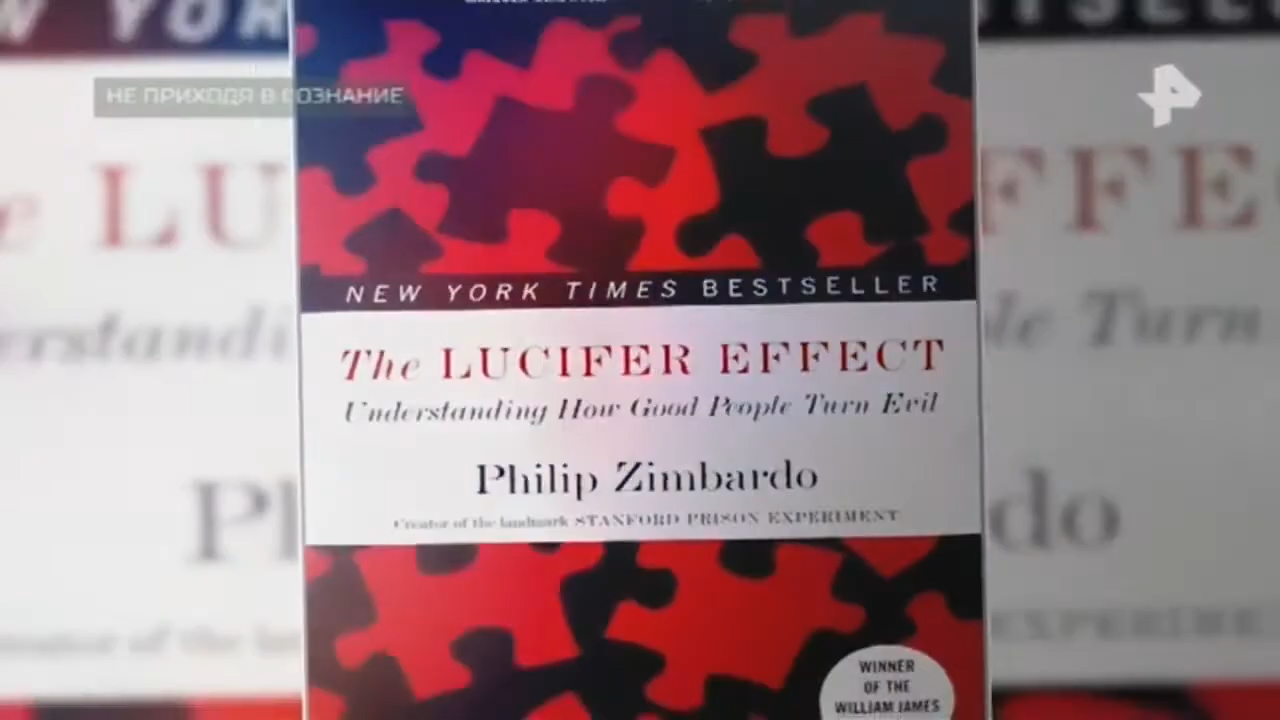 НЕ ПРИХОДЯ В СОЗНАНИЕ
NEW YORK TIMES BESTSELLER
The LUCIFER EFFECT
Understanding How Good People Turn Evil
Philip Zimbardo
Creator of the landmark STANFORD PRISON EXPERIMENT
WINNER
OF THE
WILLIAM JAMES